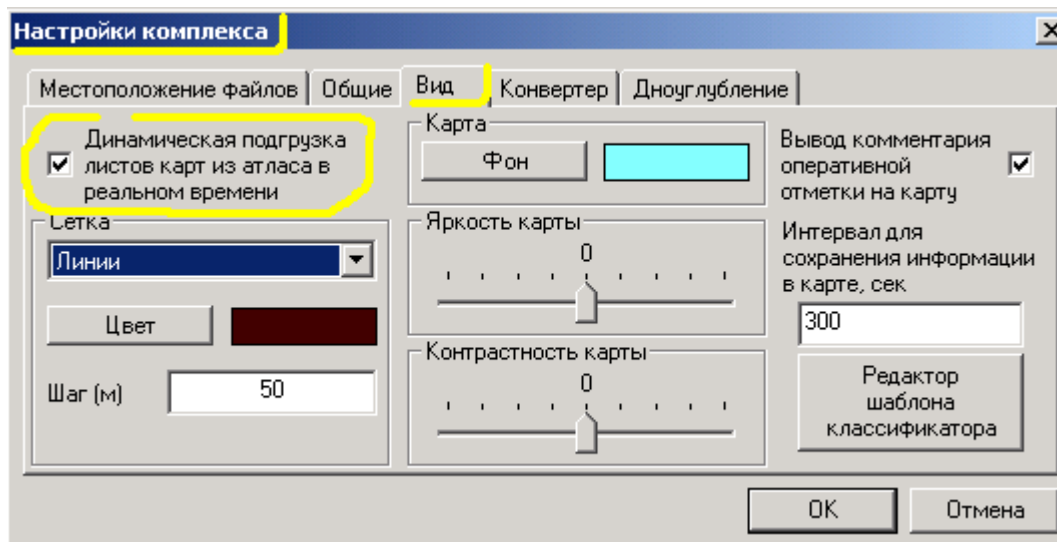 Настройки комплекса
Местоположение файлов
Общие
Вид
Конвертер
Дноуглубление
Динамическая подгрузка
листов карт из атласа в
реальном времени
Сетка
Линии
Цвет
Шаг (м)
50
Карта
Фон
Яркость карты
0
Контрастность карты
0
Вывод комментария
оперативной
отметки на карту
Интервал для
сохранения информации
в карте, сек
300
Редактор
шаблона
классификатора
OK
Отмена